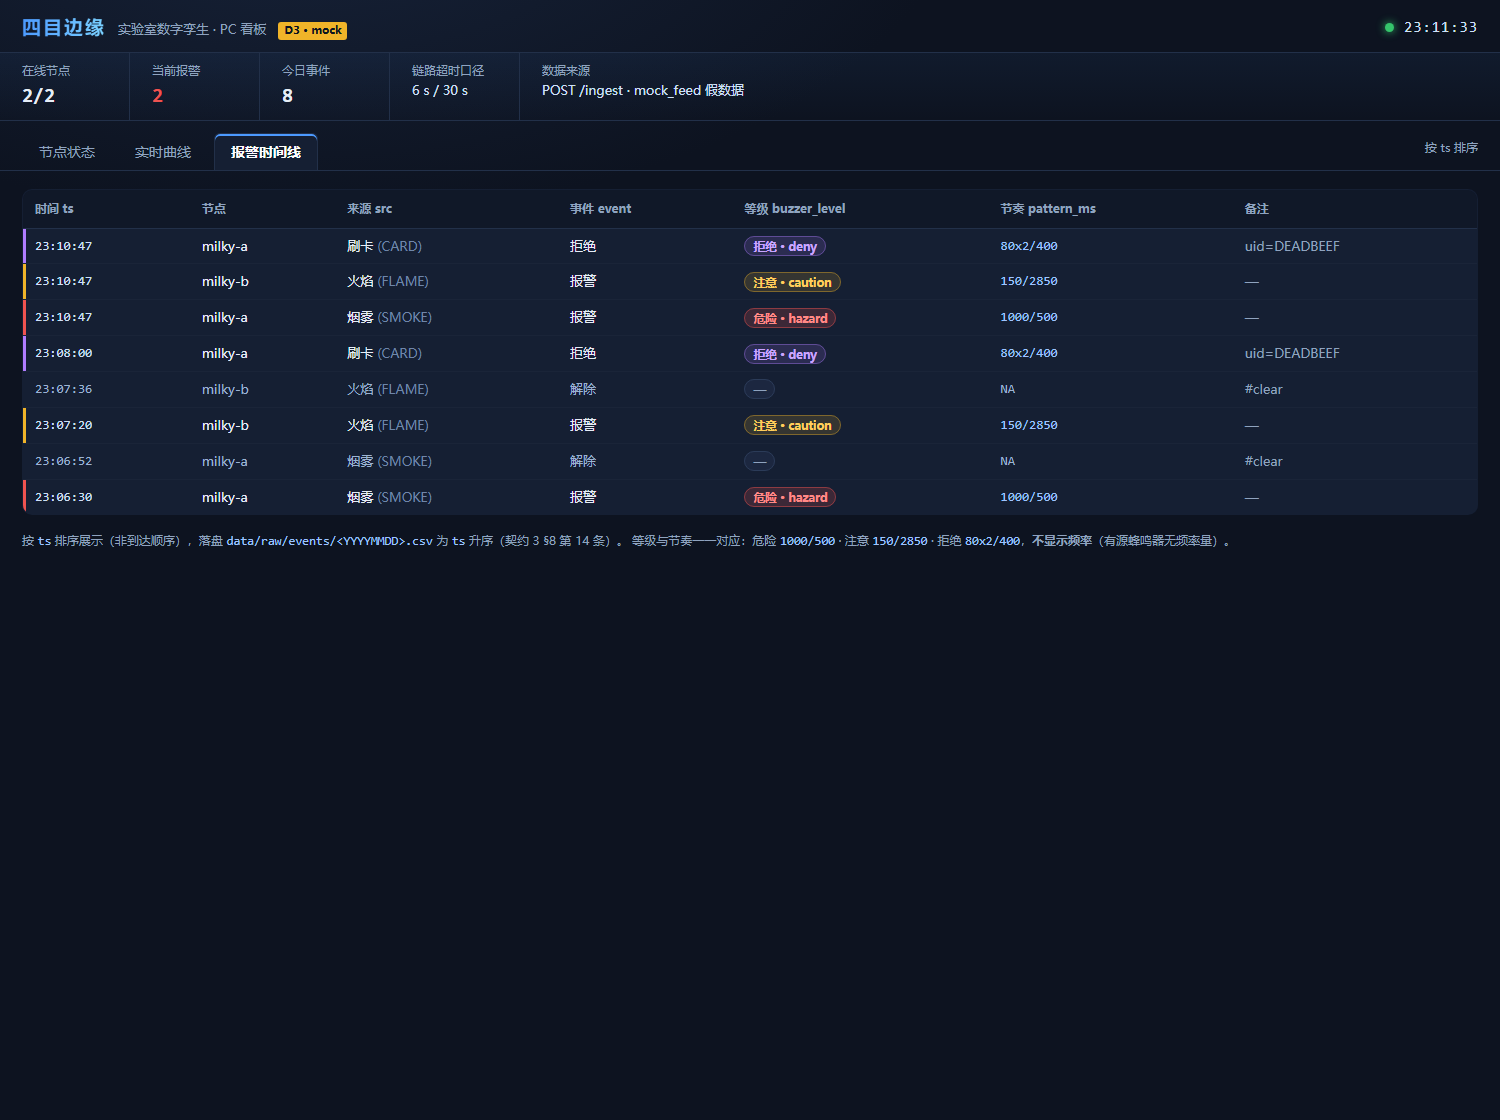 四目边缘 实验室数字孪生 · PC 看板 D3 • mock 23:11:33
在线节点 当前报警 今日事件 链路超时口径 数据来源
2/2 2 8 6 s / 30 s POST /ingest · mock_feed 假数据
节点状态 实时曲线 报警时间线 按 ts 排序
时间 ts 节点 来源 src 事件 event 等级 buzzer_level 节奏 pattern_ms 备注
23:10:47 milky-a 刷卡 (CARD) 拒绝 拒绝 • deny 80x2/400 uid=DEADBEEF
23:10:47 milky-b 火焰 (FLAME) 报警 注意 • caution 150/2850 —
23:10:47 milky-a 烟雾 (SMOKE) 报警 危险 • hazard 1000/500 —
23:08:00 milky-a 刷卡 (CARD) 拒绝 拒绝 • deny 80x2/400 uid=DEADBEEF
23:07:36 milky-b 火焰 (FLAME) 解除 — NA #clear
23:07:20 milky-b 火焰 (FLAME) 报警 注意 • caution 150/2850 —
23:06:52 milky-a 烟雾 (SMOKE) 解除 — NA #clear
23:06:30 milky-a 烟雾 (SMOKE) 报警 危险 • hazard 1000/500 —
按 ts 排序展示（非到达顺序），落盘 data/raw/events/<YYYYMMDD>.csv 为 ts 升序（契约 3 §8 第 14 条）。 等级与节奏一一对应：危险 1000/500 · 注意 150/2850 · 拒绝 80x2/400，不显示频率（有源蜂鸣器无频率量）。